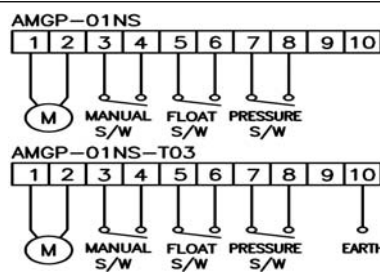 AMGP-01NS
1 2 3 4 5 6 7 8 9 10
M MANUAL S/W FLOAT S/W PRESSURE S/W
AMGP-01NS-T03
1 2 3 4 5 6 7 8 9 10
M MANUAL S/W FLOAT S/W PRESSURE S/W EARTH